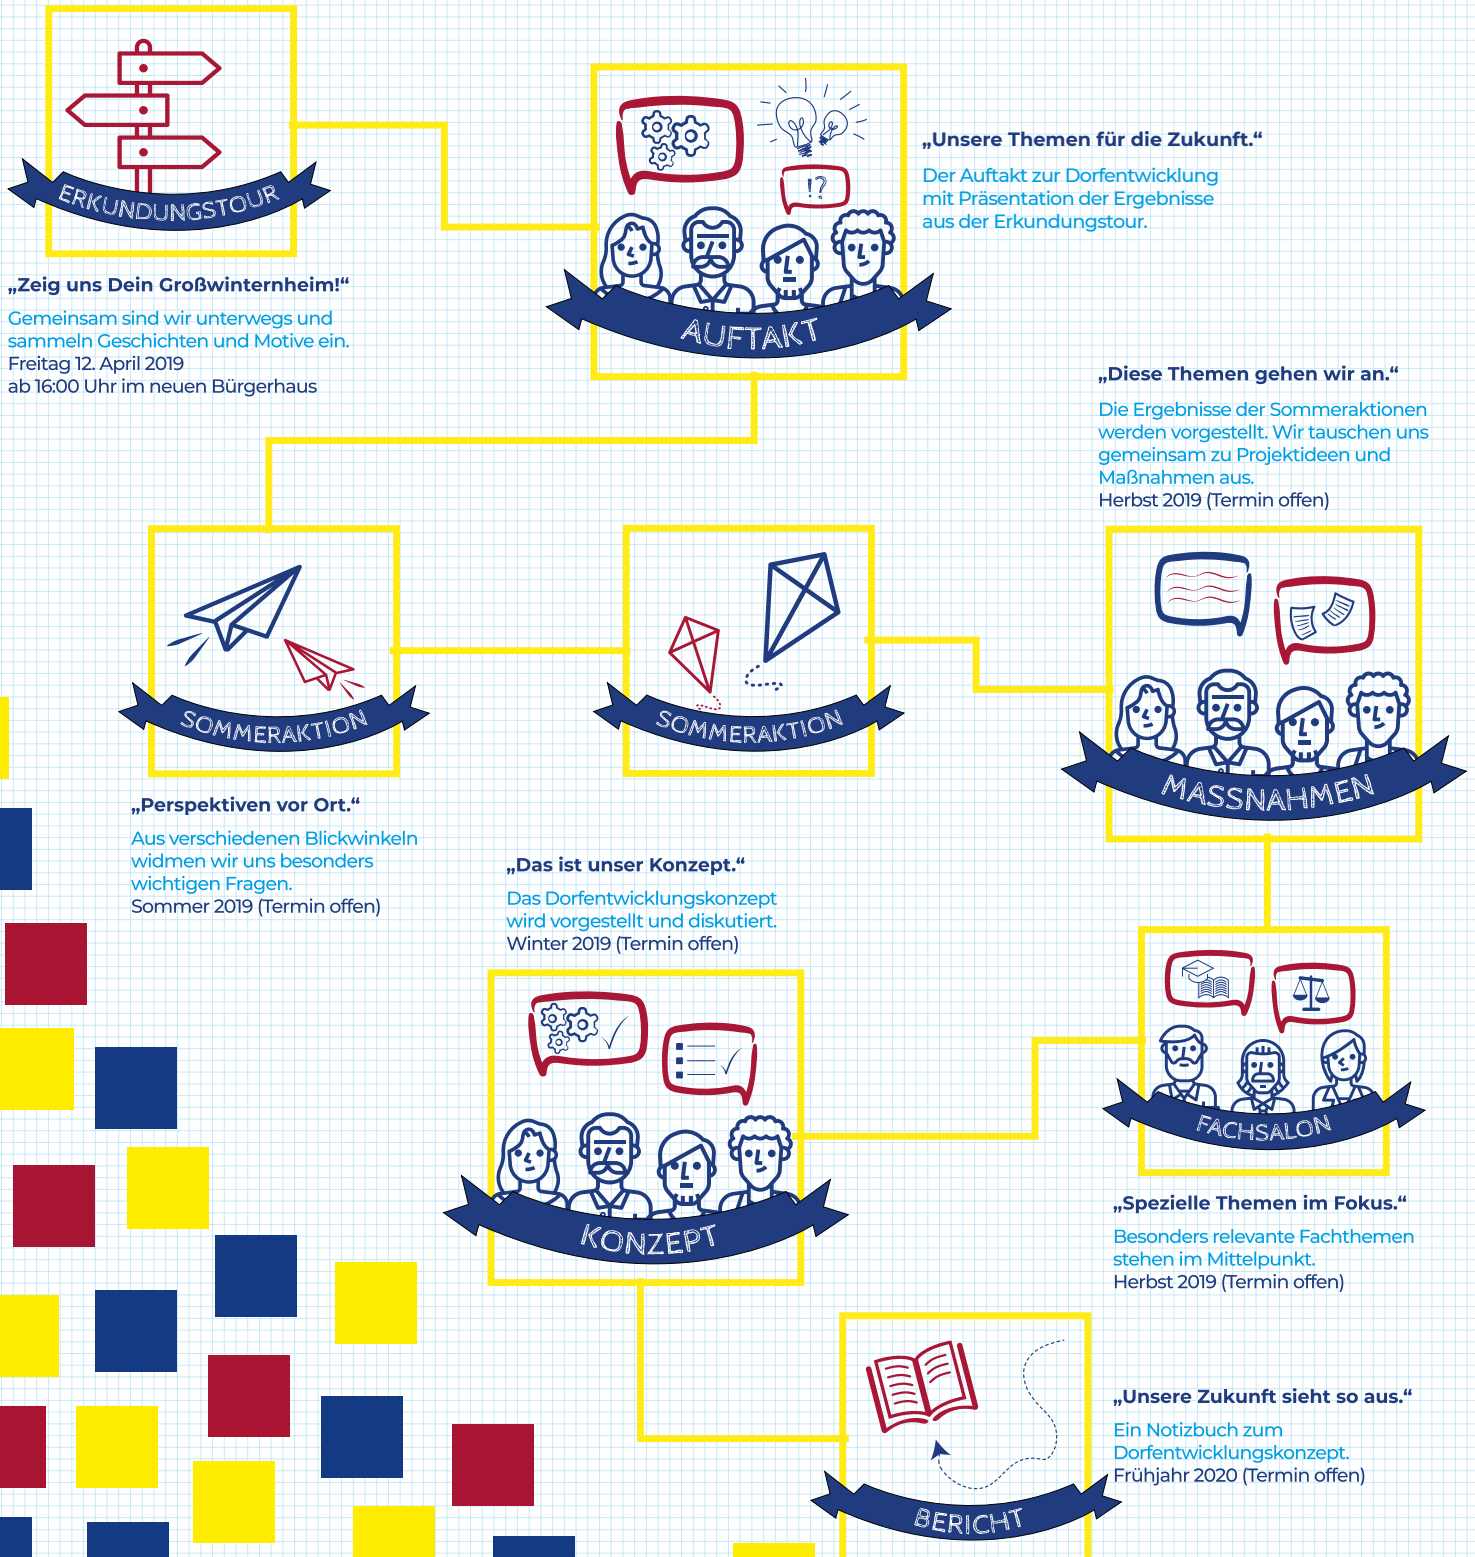 ERKUNDUNGSTOUR
„Zeig uns Dein Großwinternheim!“
Gemeinsam sind wir unterwegs und
sammeln Geschichten und Motive ein.
Freitag 12. April 2019
ab 16:00 Uhr im neuen Bürgerhaus
!?
AUFTAKT
„Unsere Themen für die Zukunft.“
Der Auftakt zur Dorfentwicklung
mit Präsentation der Ergebnisse
aus der Erkundungstour.
SOMMERAKTION
„Perspektiven vor Ort.“
Aus verschiedenen Blickwinkeln
widmen wir uns besonders
wichtigen Fragen.
Sommer 2019 (Termin offen)
SOMMERAKTION
„Diese Themen gehen wir an.“
Die Ergebnisse der Sommeraktionen
werden vorgestellt. Wir tauschen uns
gemeinsam zu Projektideen und
Maßnahmen aus.
Herbst 2019 (Termin offen)
MASSNAHMEN
FACHSALON
„Spezielle Themen im Fokus.“
Besonders relevante Fachthemen
stehen im Mittelpunkt.
Herbst 2019 (Termin offen)
„Das ist unser Konzept.“
Das Dorfentwicklungskonzept
wird vorgestellt und diskutiert.
Winter 2019 (Termin offen)
KONZEPT
BERICHT
„Unsere Zukunft sieht so aus.“
Ein Notizbuch zum
Dorfentwicklungskonzept.
Frühjahr 2020 (Termin offen)